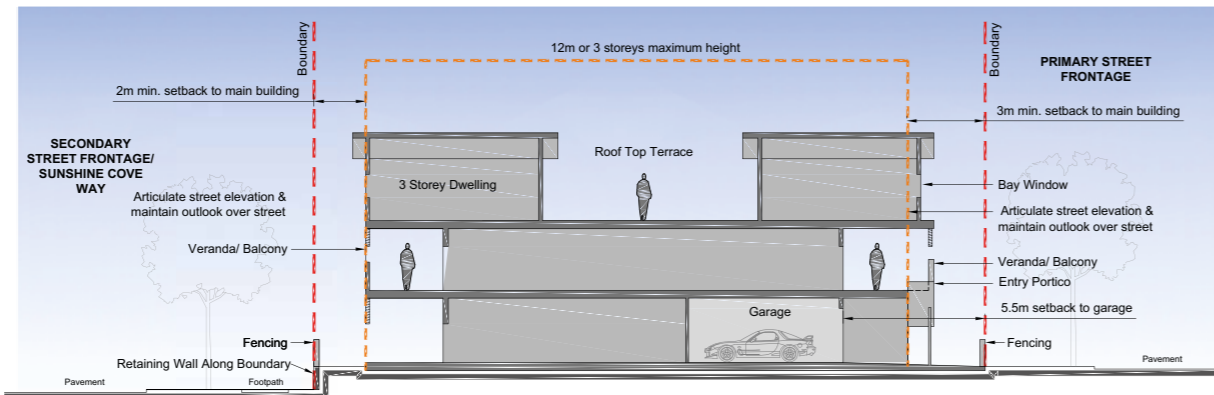 Boundary
12m or 3 storeys maximum height
Boundary
PRIMARY STREET
FRONTAGE
2m min. setback to main building
3m min. setback to main building
SECONDARY
STREET FRONTAGE/
SUNSHINE COVE
WAY
Roof Top Terrace
3 Storey Dwelling
Bay Window
Articulate street elevation &
maintain outlook over street
Articulate street elevation &
maintain outlook over street
Veranda/ Balcony
Veranda/ Balcony
Entry Portico
Garage
5.5m setback to garage
Fencing
Fencing
Retaining Wall Along Boundary
Pavement
Footpath
Pavement